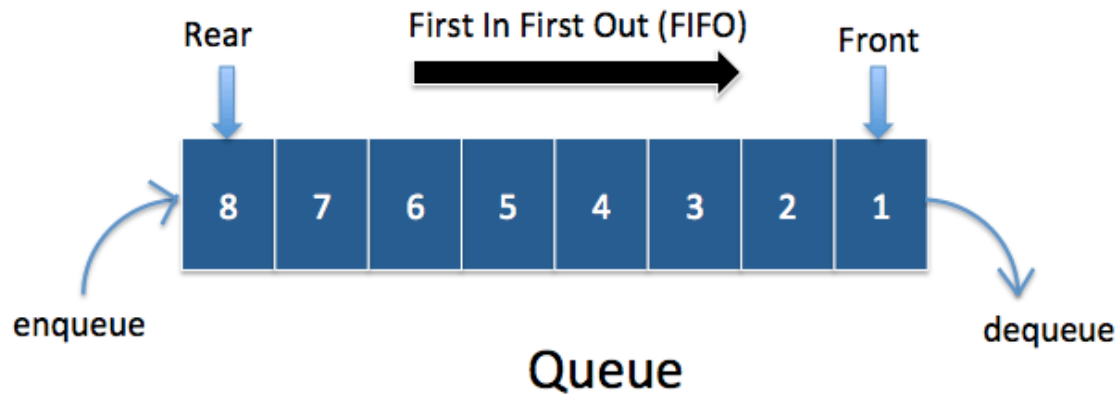 First In First Out (FIFO)
Rear
Front
8 7 6 5 4 3 2 1
enqueue
dequeue
Queue